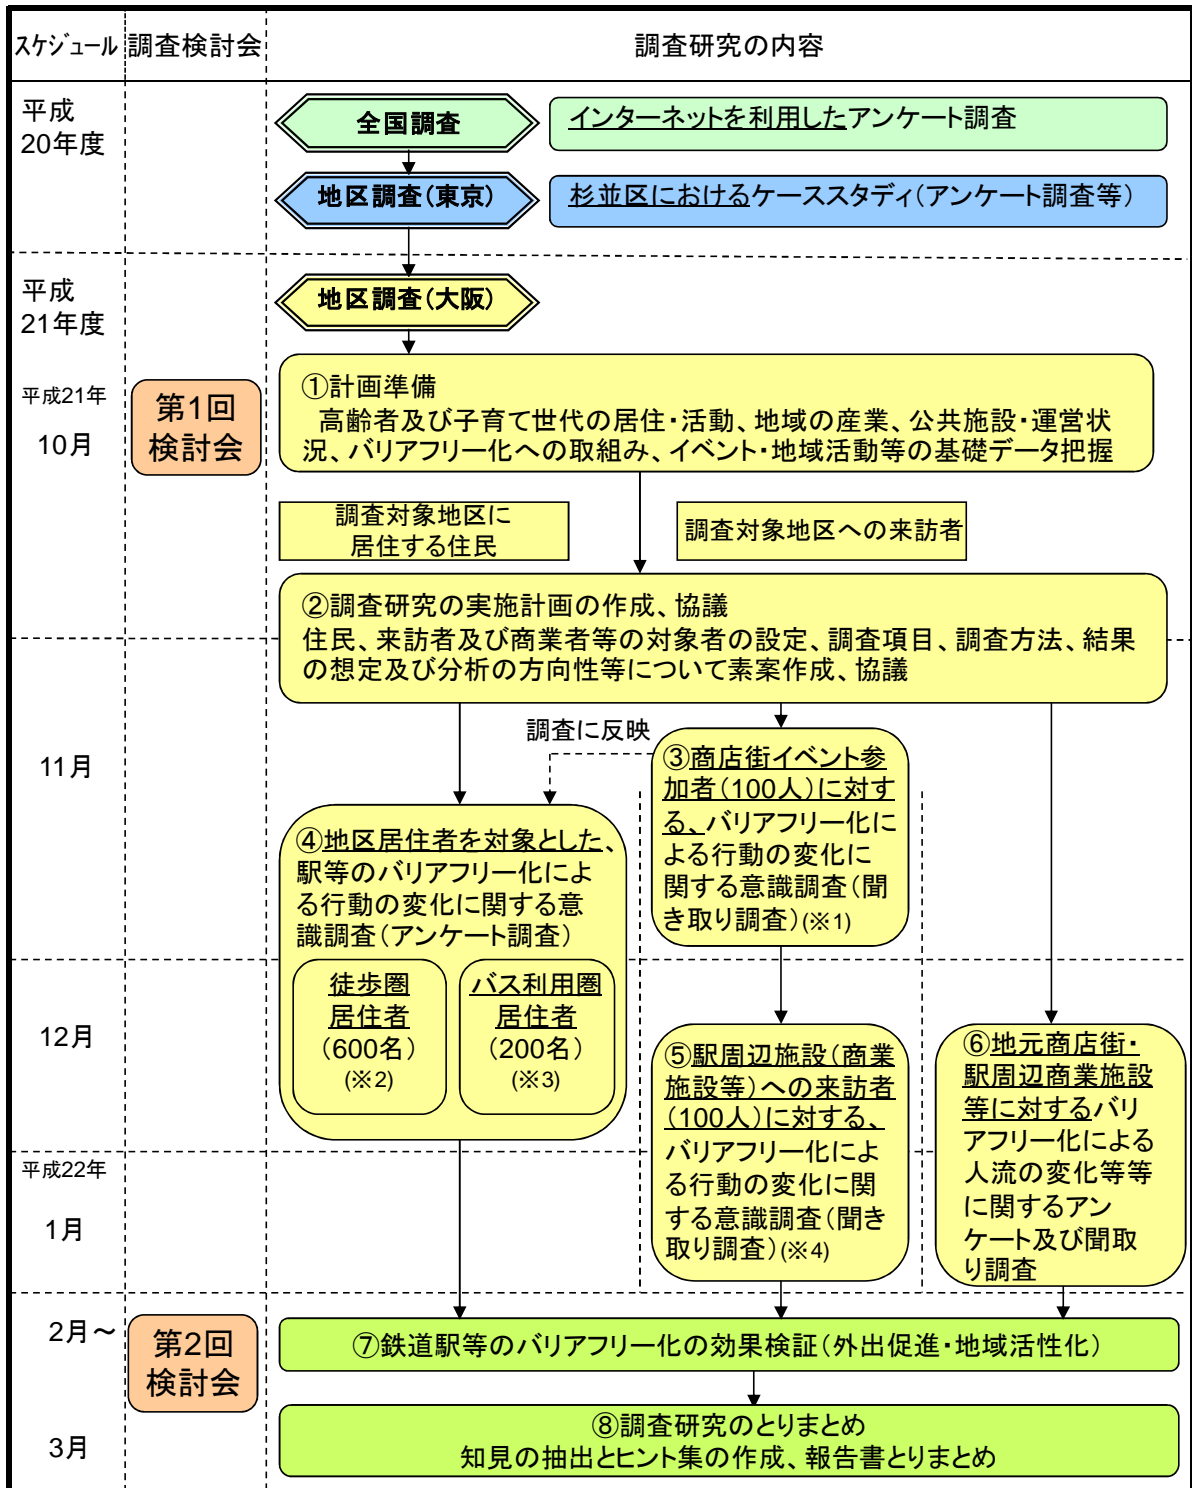 スケジュール 調査検討会 調査研究の内容
平成
20年度
全国調査
インターネットを利用したアンケート調査
地区調査(東京)
杉並区におけるケーススタディ(アンケート調査等)
平成
21年度
地区調査(大阪)
平成21年
10月
第1回
検討会
①計画準備
高齢者及び子育て世代の居住・活動、地域の産業、公共施設・運営状
況、バリアフリー化への取組み、イベント・地域活動等の基礎データ把握
調査対象地区に
居住する住民
調査対象地区への来訪者
②調査研究の実施計画の作成、協議
住民、来訪者及び商業者等の対象者の設定、調査項目、調査方法、結果
の想定及び分析の方向性等について素案作成、協議
11月
調査に反映
③商店街イベント参
加者(100人)に対す
る、バリアフリー化に
よる行動の変化に
関する意識調査(聞
き取り調査)(※1)
④地区居住者を対象とした、
駅等のバリアフリー化によ
る行動の変化に関する意
識調査(アンケート調査)
12月
徒歩圏
居住者
(600名)
(※2)
バス利用圏
居住者
(200名)
(※3)
⑤駅周辺施設(商業
施設等)への来訪者
(100人)に対する、
バリアフリー化によ
る行動の変化に関
する意識調査(聞き
取り調査)(※4)
⑥地元商店街・
駅周辺商業施設
等に対するバリ
アフリー化による
人流の変化等等
に関するアン
ケート及び聞取
り調査
平成22年
1月
2月～
第2回
検討会
⑦鉄道駅等のバリアフリー化の効果検証(外出促進・地域活性化)
3月
⑧調査研究のとりまとめ
知見の抽出とヒント集の作成、報告書とりまとめ